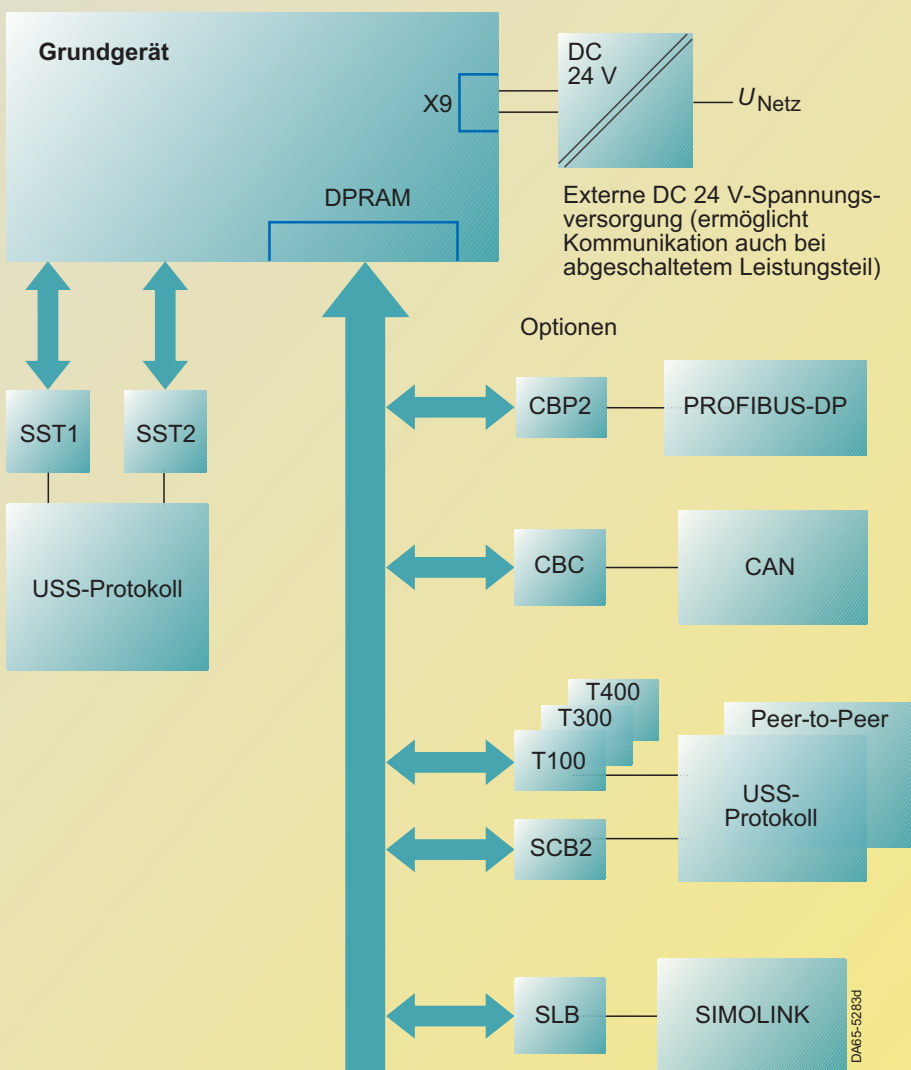 Grundgerät
X9
DC
24 V
U Netz
DPRAM
Externe DC 24 V-Spannungs-
versorgung (ermöglicht
Kommunikation auch bei
abgeschaltetem Leistungsteil)
Optionen
SST1
SST2
USS-Protokoll
CBP2
PROFIBUS-DP
CBC
CAN
T400
T300
T100
Peer-to-Peer
USS-
Protokoll
SCB2
SLB
SIMOLINK
DA65-5283d